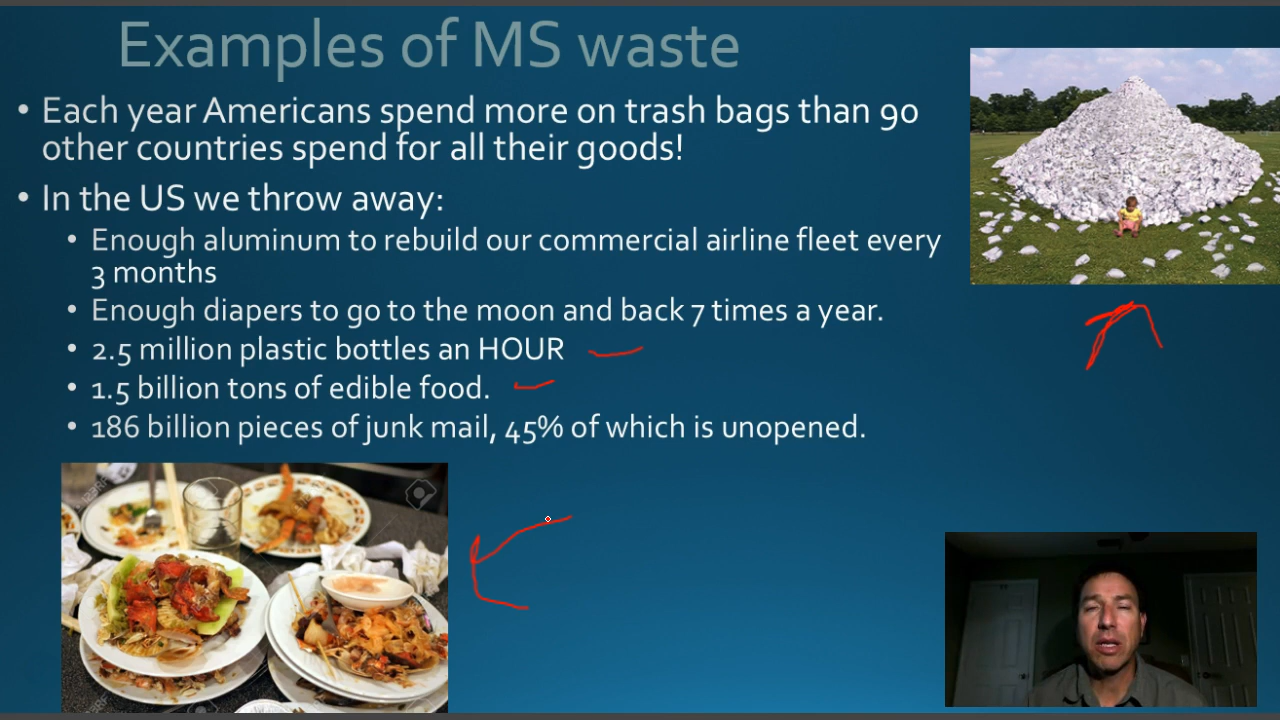 Examples of MS waste
• Each year Americans spend more on trash bags than 90
other countries spend for all their goods!
• In the US we throw away:
• Enough aluminum to rebuild our commercial airline fleet every
3 months
• Enough diapers to go to the moon and back 7 times a year.
• 2.5 million plastic bottles an HOUR
• 1.5 billion tons of edible food.
• 186 billion pieces of junk mail, 45% of which is unopened.